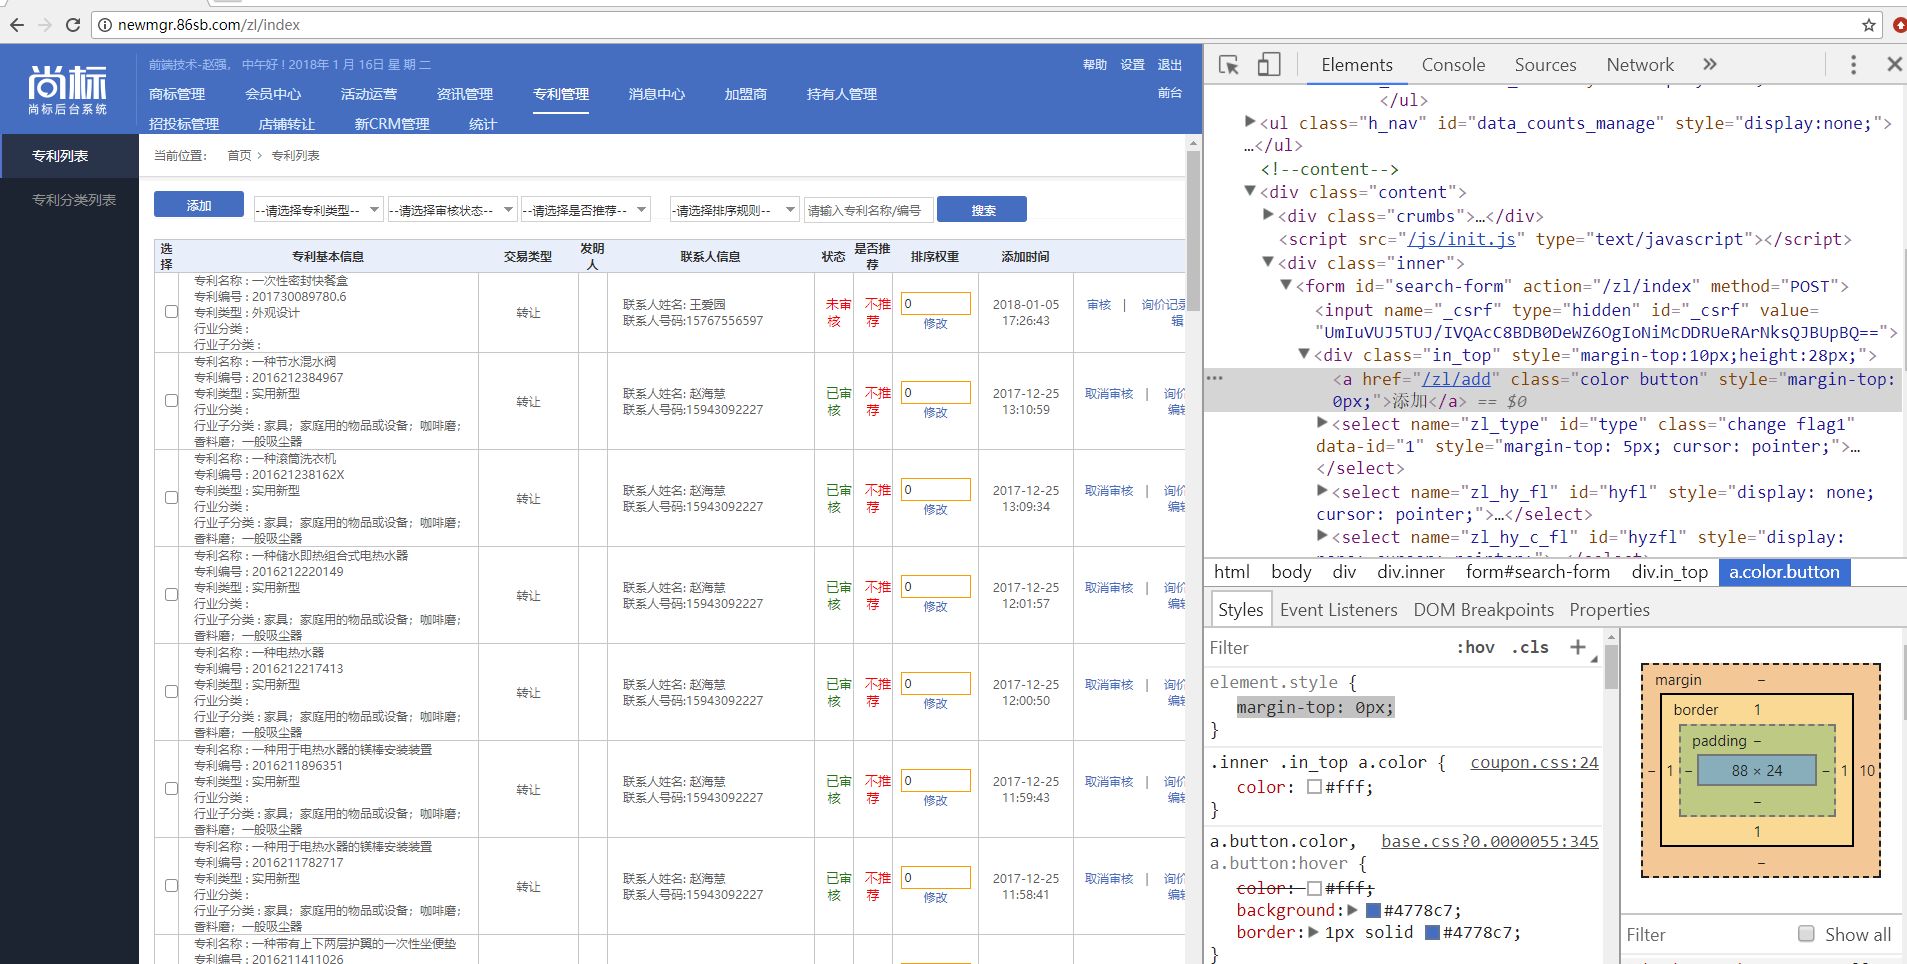 newmgr.86sb.com/zl/index
尚标
尚标后台系统
前端技术-赵强， 中午好 ! 2018年 1 月 16日 星 期 二
帮助 设置 退出
商标管理 会员中心 活动运营 资讯管理 专利管理 消息中心 加盟商 持有人管理 前台
招投标管理 店铺转让 新CRM管理 统计
专利列表
专利分类列表
当前位置： 首页 > 专利列表
添加 --请选择专利类型-- --请选择审核状态-- --请选择是否推荐-- -请选择排序规则-- 请输入专利名称/编号 搜索
选择 专利基本信息 交易类型 发明人 联系人信息 状态 是否推荐 排序权重 添加时间
专利名称 : 一次性密封快餐盒
专利编号 : 201730089780.6
专利类型 : 外观设计
行业分类 :
行业子分类 :
转让
联系人姓名: 王爱园
联系人号码:15767556597
未审核 不推荐 0 修改
2018-01-05
17:26:43
审核 | 询价记录
辑
专利名称 : 一种节水混水阀
专利编号 : 2016212384967
专利类型 : 实用新型
行业分类 :
行业子分类 : 家具；家庭用的物品或设备；咖啡磨；
香料磨；一般吸尘器
转让
联系人姓名: 赵海慧
联系人号码:15943092227
已审核 不推荐 0 修改
2017-12-25
13:10:59
取消审核 | 询价
编辑
专利名称 : 一种滚筒洗衣机
专利编号 : 201621238162X
专利类型 : 实用新型
行业分类 :
行业子分类 : 家具；家庭用的物品或设备；咖啡磨；
香料磨；一般吸尘器
转让
联系人姓名: 赵海慧
联系人号码:15943092227
已审核 不推荐 0 修改
2017-12-25
13:09:34
取消审核 | 询价
编辑
专利名称 : 一种储水即热组合式电热水器
专利编号 : 2016212220149
专利类型 : 实用新型
行业分类 :
行业子分类 : 家具；家庭用的物品或设备；咖啡磨；
香料磨；一般吸尘器
转让
联系人姓名: 赵海慧
联系人号码:15943092227
已审核 不推荐 0 修改
2017-12-25
12:01:57
取消审核 | 询价
编辑
专利名称 : 一种电热水器
专利编号 : 2016212217413
专利类型 : 实用新型
行业分类 :
行业子分类 : 家具；家庭用的物品或设备；咖啡磨；
香料磨；一般吸尘器
转让
联系人姓名: 赵海慧
联系人号码:15943092227
已审核 不推荐 0 修改
2017-12-25
12:00:50
取消审核 | 询价
编辑
专利名称 : 一种用于电热水器的镁棒安装装置
专利编号 : 2016211896351
专利类型 : 实用新型
行业分类 :
行业子分类 : 家具；家庭用的物品或设备；咖啡磨；
香料磨；一般吸尘器
转让
联系人姓名: 赵海慧
联系人号码:15943092227
已审核 不推荐 0 修改
2017-12-25
11:59:43
取消审核 | 询价
编辑
专利名称 : 一种用于电热水器的镁棒安装装置
专利编号 : 2016211782717
专利类型 : 实用新型
行业分类 :
行业子分类 : 家具；家庭用的物品或设备；咖啡磨；
香料磨；一般吸尘器
转让
联系人姓名: 赵海慧
联系人号码:15943092227
已审核 不推荐 0 修改
2017-12-25
11:58:41
取消审核 | 询价
编辑
专利名称 : 一种带有上下两层护翼的一次性坐便垫
专利编号 : 2016211411026
Elements Console Sources Network »
</ul>
<ul class="h_nav" id="data_counts_manage" style="display:none;">
…</ul>
<!--content-->
<div class="content">
<div class="crumbs">…</div>
<script src="/js/init.js" type="text/javascript"></script>
<div class="inner">
<form id="search-form" action="/zl/index" method="POST">
<input name="_csrf" type="hidden" id="_csrf" value=
"UmIuVUJ5TUJ/IVQAcC8BDB0DeWZ6OgIoNiMcDDRUeRArNksQJBUpBQ==">
<div class="in_top" style="margin-top:10px;height:28px;">
<a href="/zl/add" class="color button" style="margin-top:
0px;">添加</a> == $0
<select name="zl_type" id="type" class="change flag1"
data-id="1" style="margin-top: 5px; cursor: pointer;">…
</select>
<select name="zl_hy_fl" id="hyfl" style="display: none;
cursor: pointer;">…</select>
<select name="zl_hy_c_fl" id="hyzfl" style="display:
none; cursor: pointer;">…</select>
html body div div.inner form#search-form div.in_top a.color.button
Styles Event Listeners DOM Breakpoints Properties
Filter :hov .cls +
element.style {
margin-top: 0px;
}
.inner .in_top a.color { coupon.css:24
color: #fff;
}
a.button.color, base.css?0.0000055:345
a.button:hover {
color: #fff;
background: #4778c7;
border: 1px solid #4778c7;
}
margin –
border 1
padding –
– 1 – 88 × 24 – 1 10
–
1
–
Filter Show all